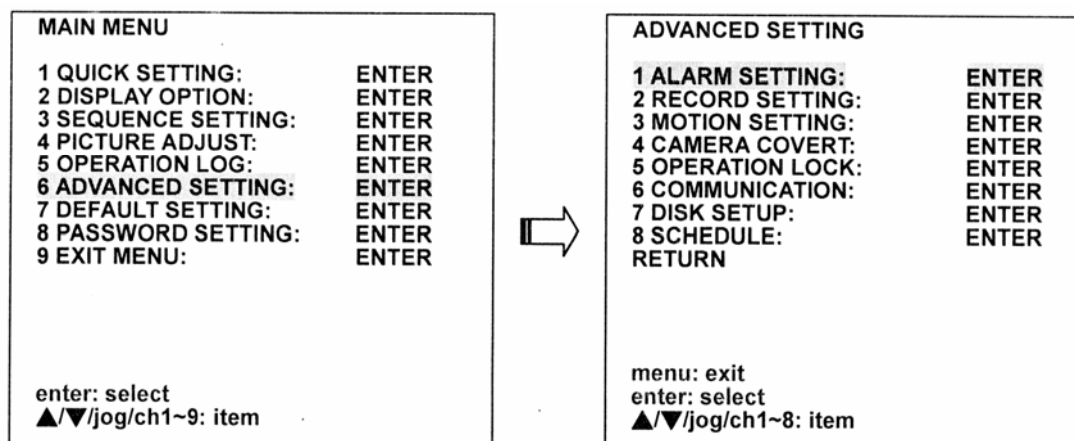 MAIN MENU
1 QUICK SETTING: ENTER
2 DISPLAY OPTION: ENTER
3 SEQUENCE SETTING: ENTER
4 PICTURE ADJUST: ENTER
5 OPERATION LOG: ENTER
6 ADVANCED SETTING: ENTER
7 DEFAULT SETTING: ENTER
8 PASSWORD SETTING: ENTER
9 EXIT MENU: ENTER
enter: select
▲/▼/jog/ch1~9: item
ADVANCED SETTING
1 ALARM SETTING: ENTER
2 RECORD SETTING: ENTER
3 MOTION SETTING: ENTER
4 CAMERA COVERT: ENTER
5 OPERATION LOCK: ENTER
6 COMMUNICATION: ENTER
7 DISK SETUP: ENTER
8 SCHEDULE: ENTER
RETURN
menu: exit
enter: select
▲/▼/jog/ch1~8: item